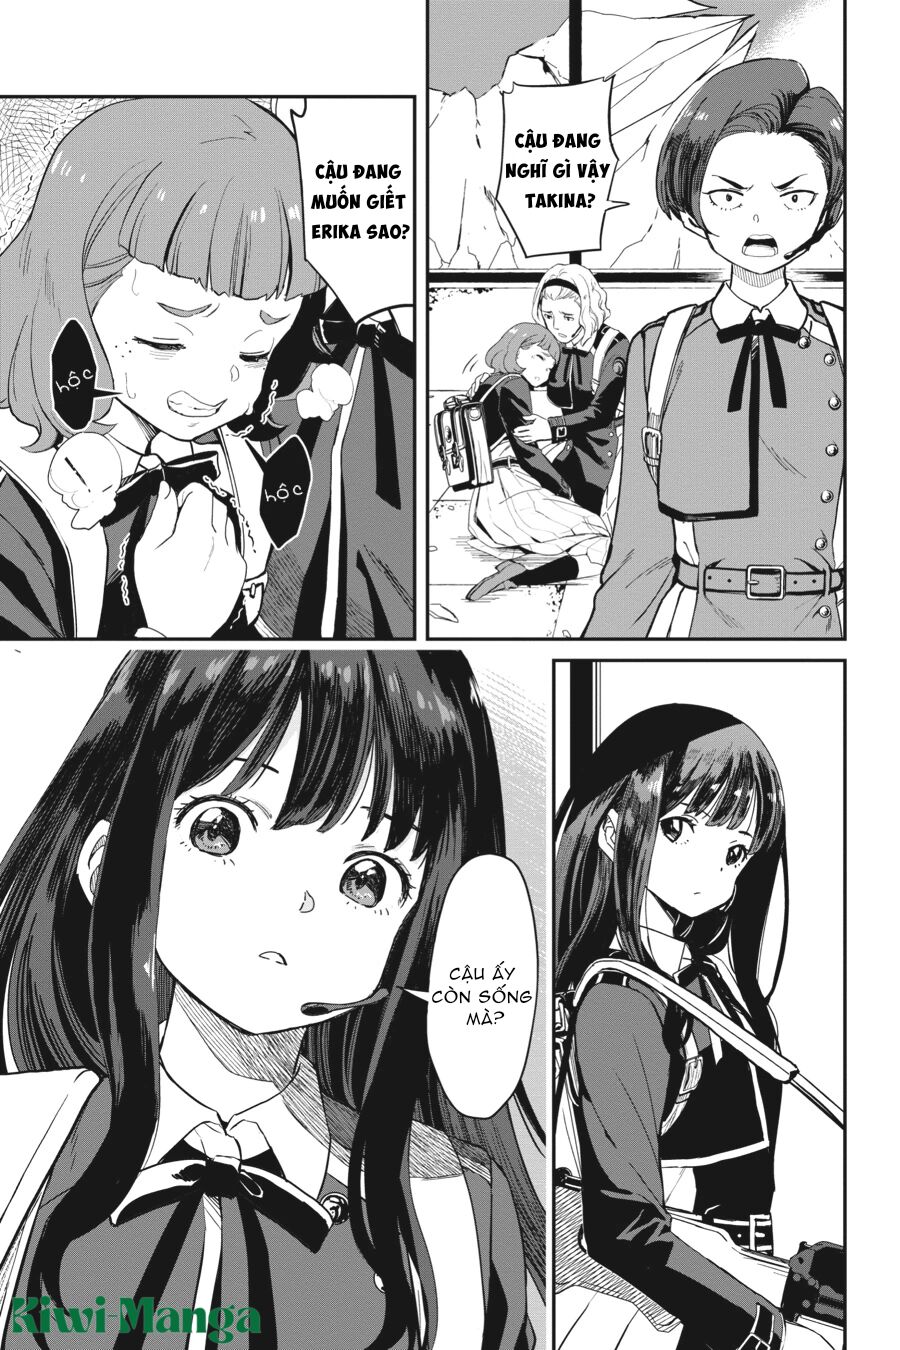 CẬU ĐANG
NGHĨ GÌ VẬY
TAKINA?
CẬU ĐANG
MUỐN GIẾT
ERIKA SAO?
HỘC
HỘC
CẬU ẤY
CÒN SỐNG
MÀ?
Kiwi-Manga